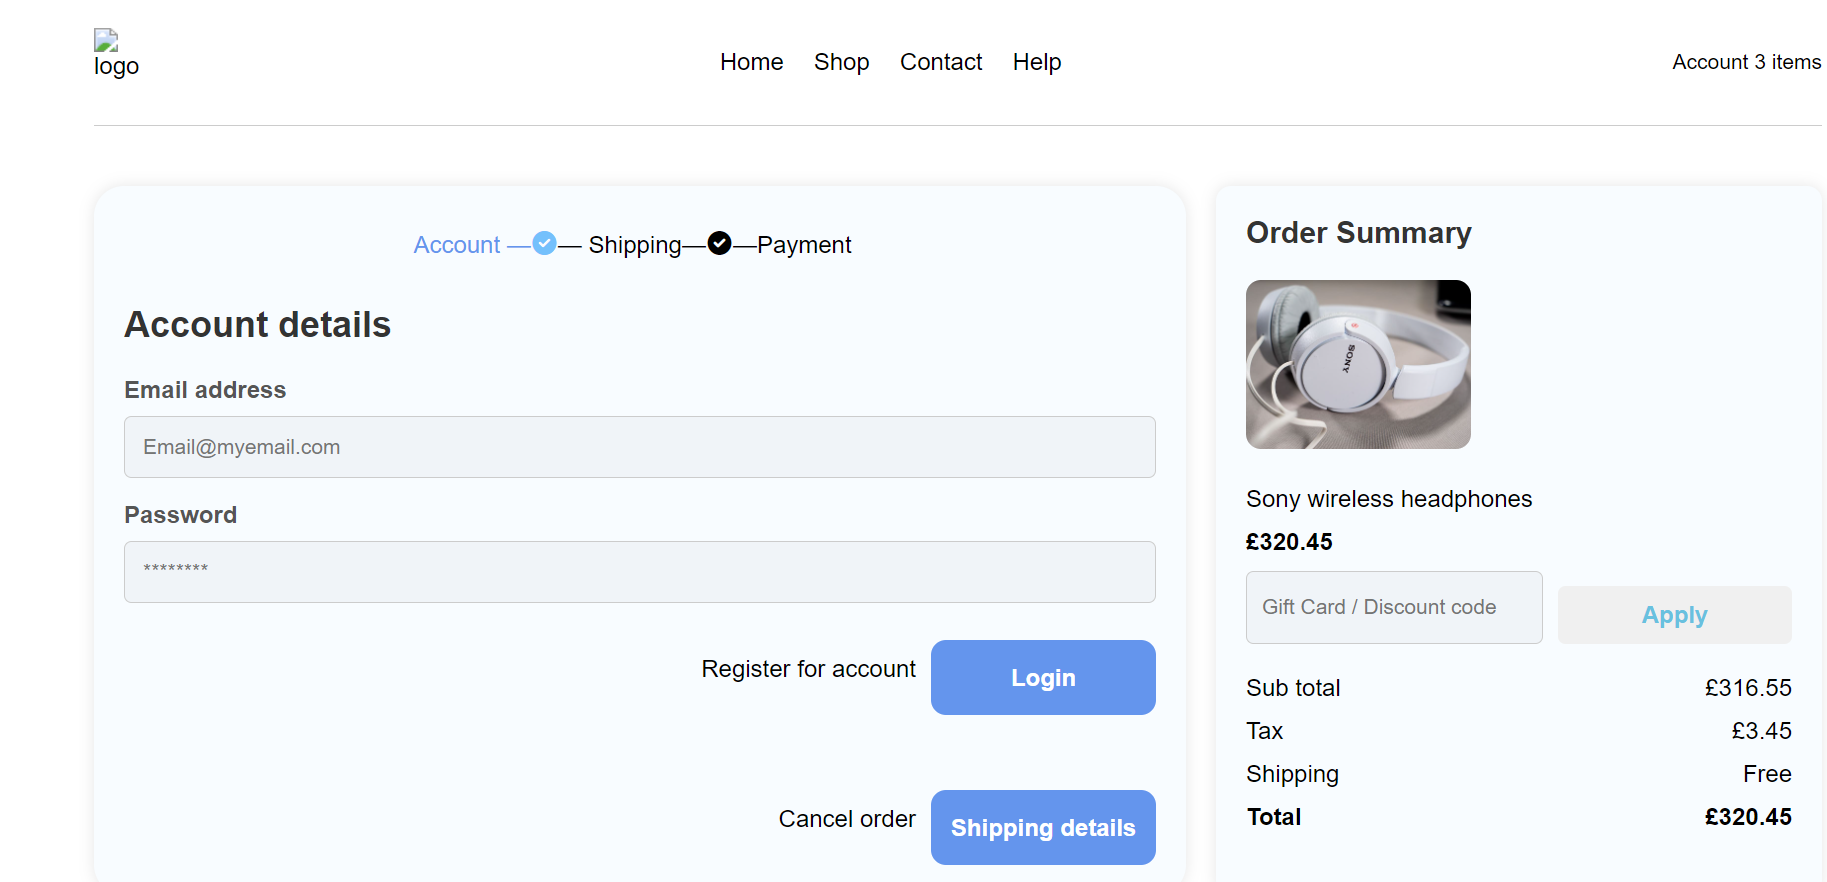 logo
Home Shop Contact Help
Account 3 items
Account —— Shipping——Payment
Account details
Email address
Email@myemail.com
Password
********
Register for account
Login
Cancel order
Shipping details
Order Summary
SONY
Sony wireless headphones
£320.45
Gift Card / Discount code
Apply
Sub total £316.55
Tax £3.45
Shipping Free
Total £320.45